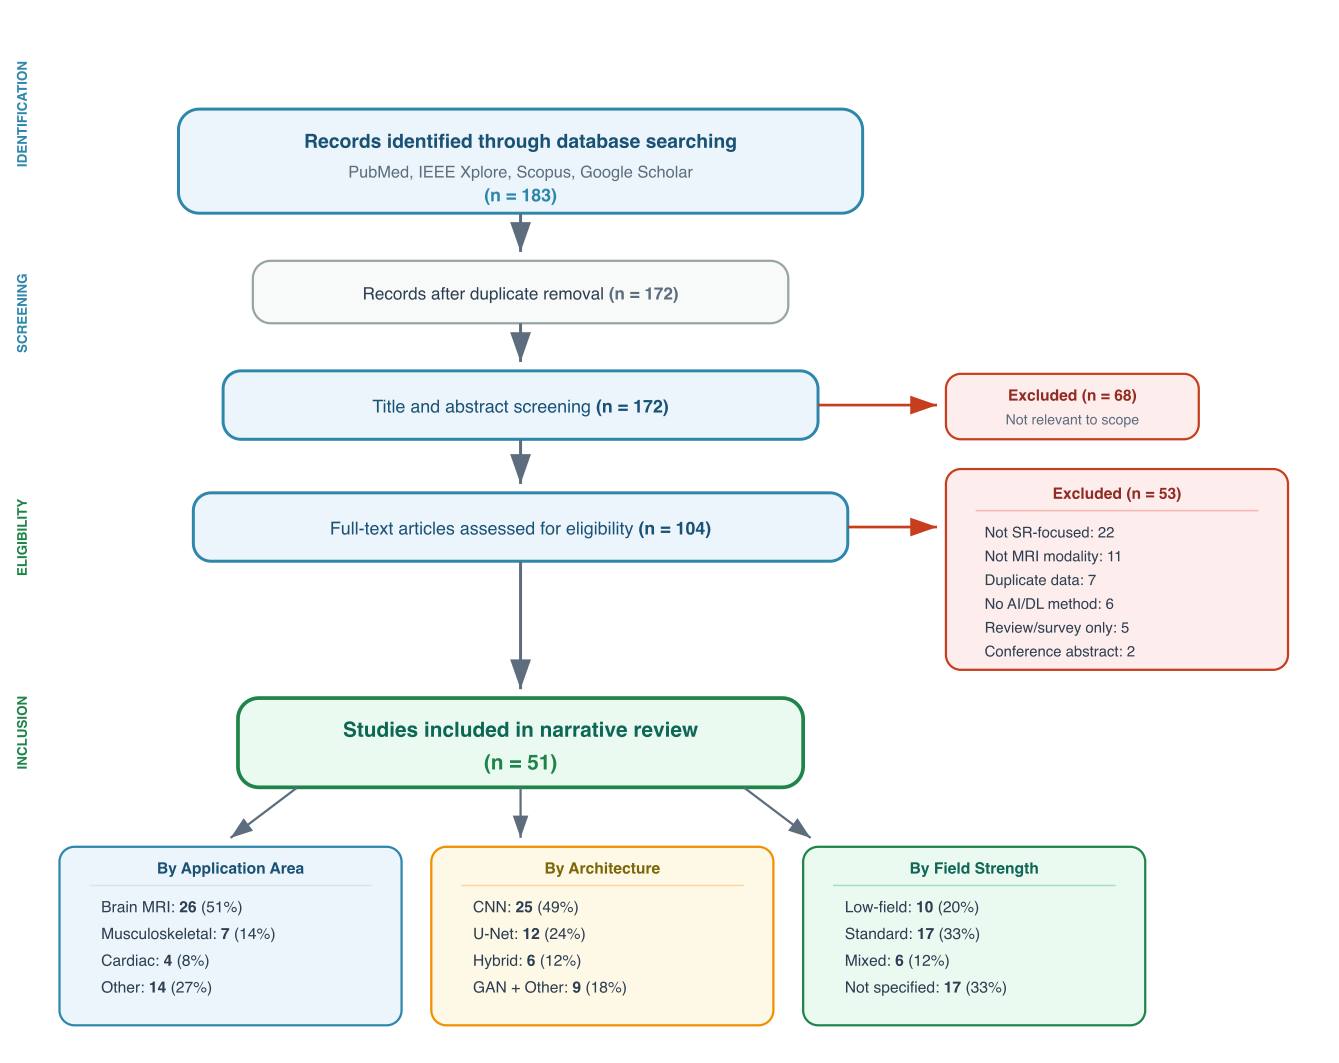 IDENTIFICATION
Records identified through database searching
PubMed, IEEE Xplore, Scopus, Google Scholar
(n = 183)
SCREENING
Records after duplicate removal (n = 172)
Title and abstract screening (n = 172)
Excluded (n = 68)
Not relevant to scope
ELIGIBILITY
Full-text articles assessed for eligibility (n = 104)
Excluded (n = 53)
Not SR-focused: 22
Not MRI modality: 11
Duplicate data: 7
No AI/DL method: 6
Review/survey only: 5
Conference abstract: 2
INCLUSION
Studies included in narrative review
(n = 51)
By Application Area
Brain MRI: 26 (51%)
Musculoskeletal: 7 (14%)
Cardiac: 4 (8%)
Other: 14 (27%)
By Architecture
CNN: 25 (49%)
U-Net: 12 (24%)
Hybrid: 6 (12%)
GAN + Other: 9 (18%)
By Field Strength
Low-field: 10 (20%)
Standard: 17 (33%)
Mixed: 6 (12%)
Not specified: 17 (33%)